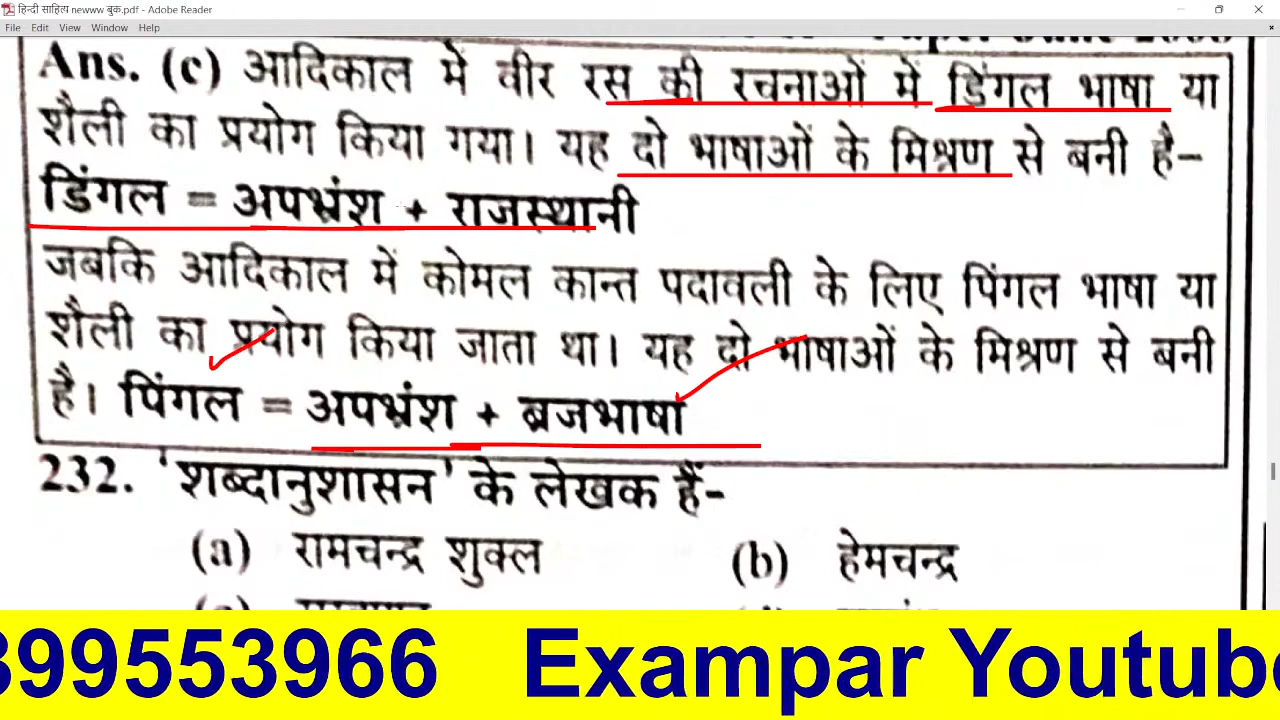 हिन्दी साहित्य newww बुक.pdf - Adobe Reader
File Edit View Window Help
Ans. (c) आदिकाल में वीर रस की रचनाओं में डिंगल भाषा या
शैली का प्रयोग किया गया। यह दो भाषाओं के मिश्रण से बनी है-
डिंगल = अपभ्रंश + राजस्थानी
जबकि आदिकाल में कोमल कान्त पदावली के लिए पिंगल भाषा या
शैली का प्रयोग किया जाता था। यह दो भाषाओं के मिश्रण से बनी
है। पिंगल = अपभ्रंश + ब्रजभाषा
232. 'शब्दानुशासन' के लेखक हैं-
(a) रामचन्द्र शुक्ल (b) हेमचन्द्र
399553966 Exampar Youtube